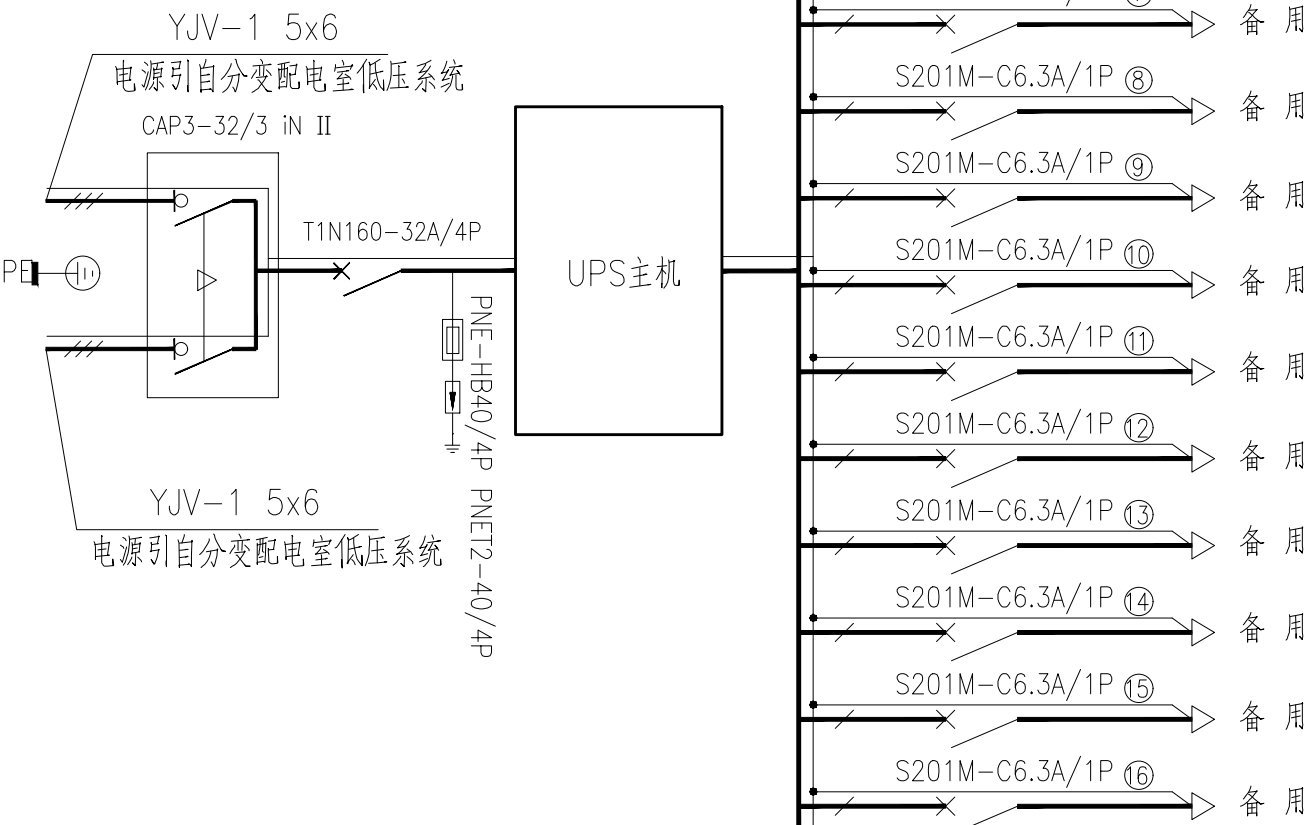 YJV-1 5x6
电源引自分变配电室低压系统
CAP3-32/3 iN II
PE
T1N160-32A/4P
UPS主机
PNE-HB40/4P PNET2-40/4P
YJV-1 5x6
电源引自分变配电室低压系统
备 用
S201M-C6.3A/1P ⑧
备 用
S201M-C6.3A/1P ⑨
备 用
S201M-C6.3A/1P ⑩
备 用
S201M-C6.3A/1P ⑪
备 用
S201M-C6.3A/1P ⑫
备 用
S201M-C6.3A/1P ⑬
备 用
S201M-C6.3A/1P ⑭
备 用
S201M-C6.3A/1P ⑮
备 用
S201M-C6.3A/1P ⑯
备 用